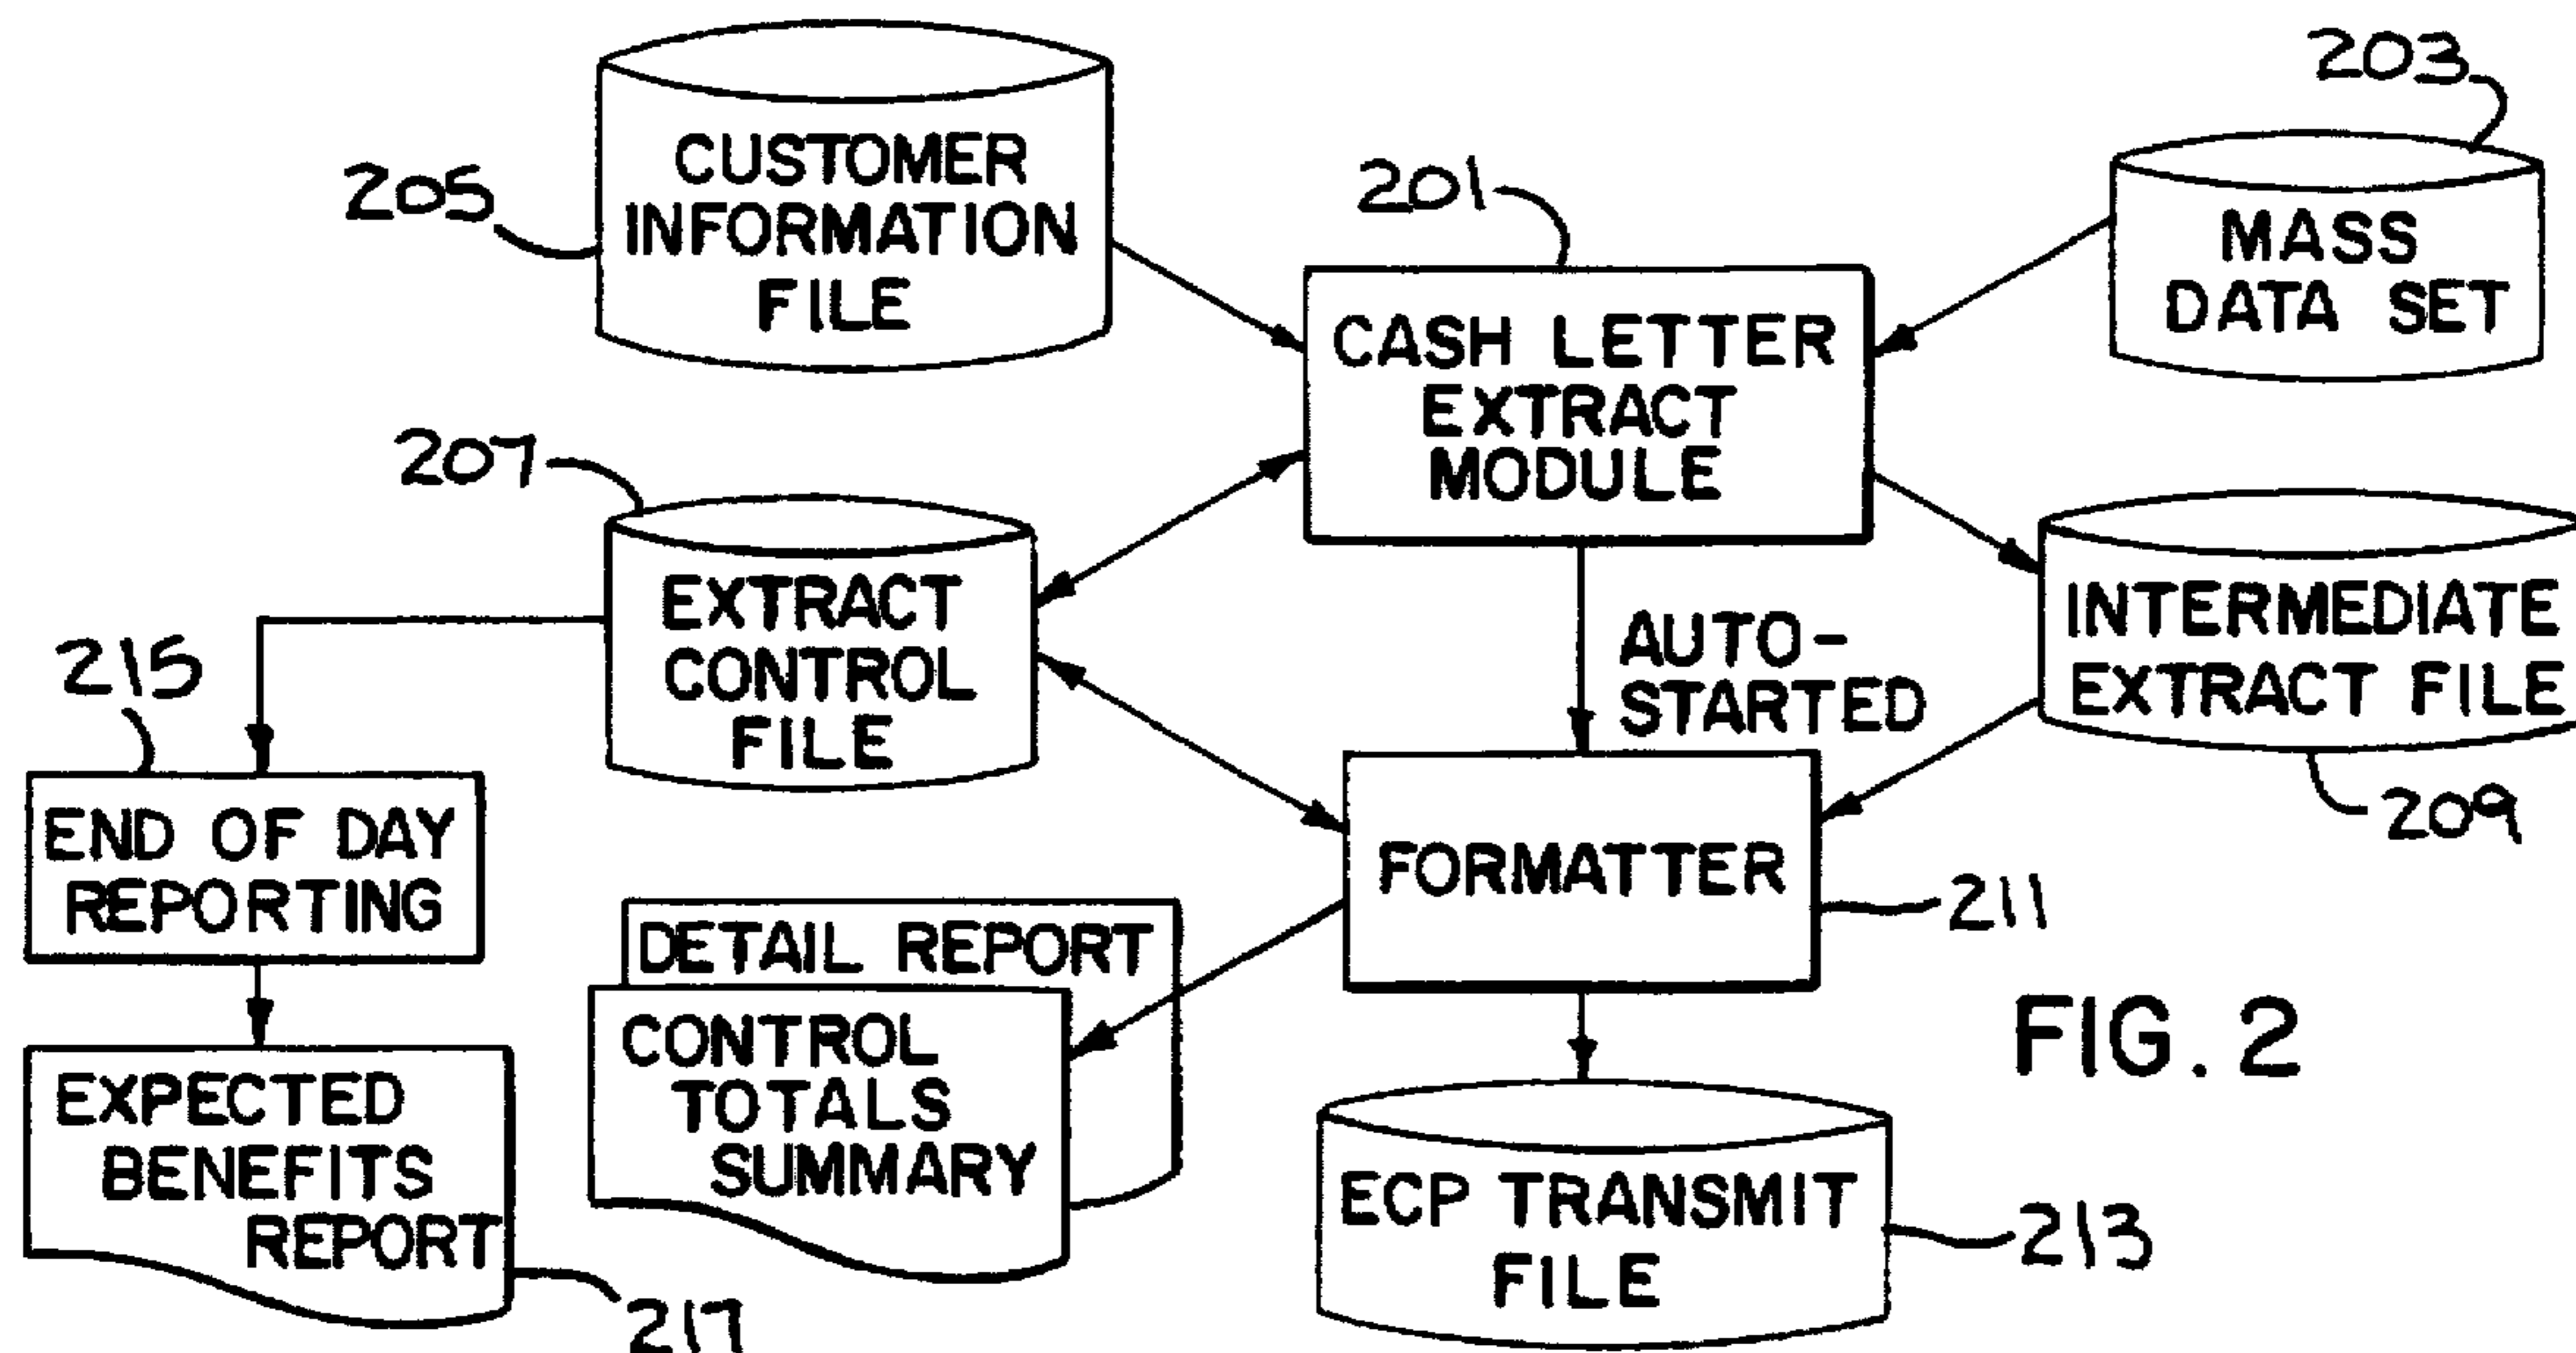 203
205
CUSTOMER
INFORMATION
FILE
201
MASS
DATA SET
CASH LETTER
EXTRACT
MODULE
207
EXTRACT
CONTROL
FILE
AUTO-
STARTED
INTERMEDIATE
EXTRACT FILE
209
215
END OF DAY
REPORTING
FORMATTER
211
DETAIL REPORT
CONTROL
TOTALS
SUMMARY
FIG. 2
EXPECTED
BENEFITS
REPORT
217
ECP TRANSMIT
FILE
213